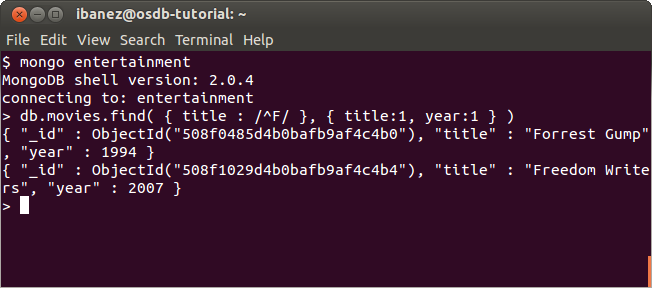 ibanez@osdb-tutorial: ~
File Edit View Search Terminal Help
$ mongo entertainment
MongoDB shell version: 2.0.4
connecting to: entertainment
> db.movies.find( { title : /^F/ }, { title:1, year:1 } )
{ "_id" : ObjectId("508f0485d4b0bafb9af4c4b0"), "title" : "Forrest Gump"
, "year" : 1994 }
{ "_id" : ObjectId("508f1029d4b0bafb9af4c4b4"), "title" : "Freedom Write
rs", "year" : 2007 }
>